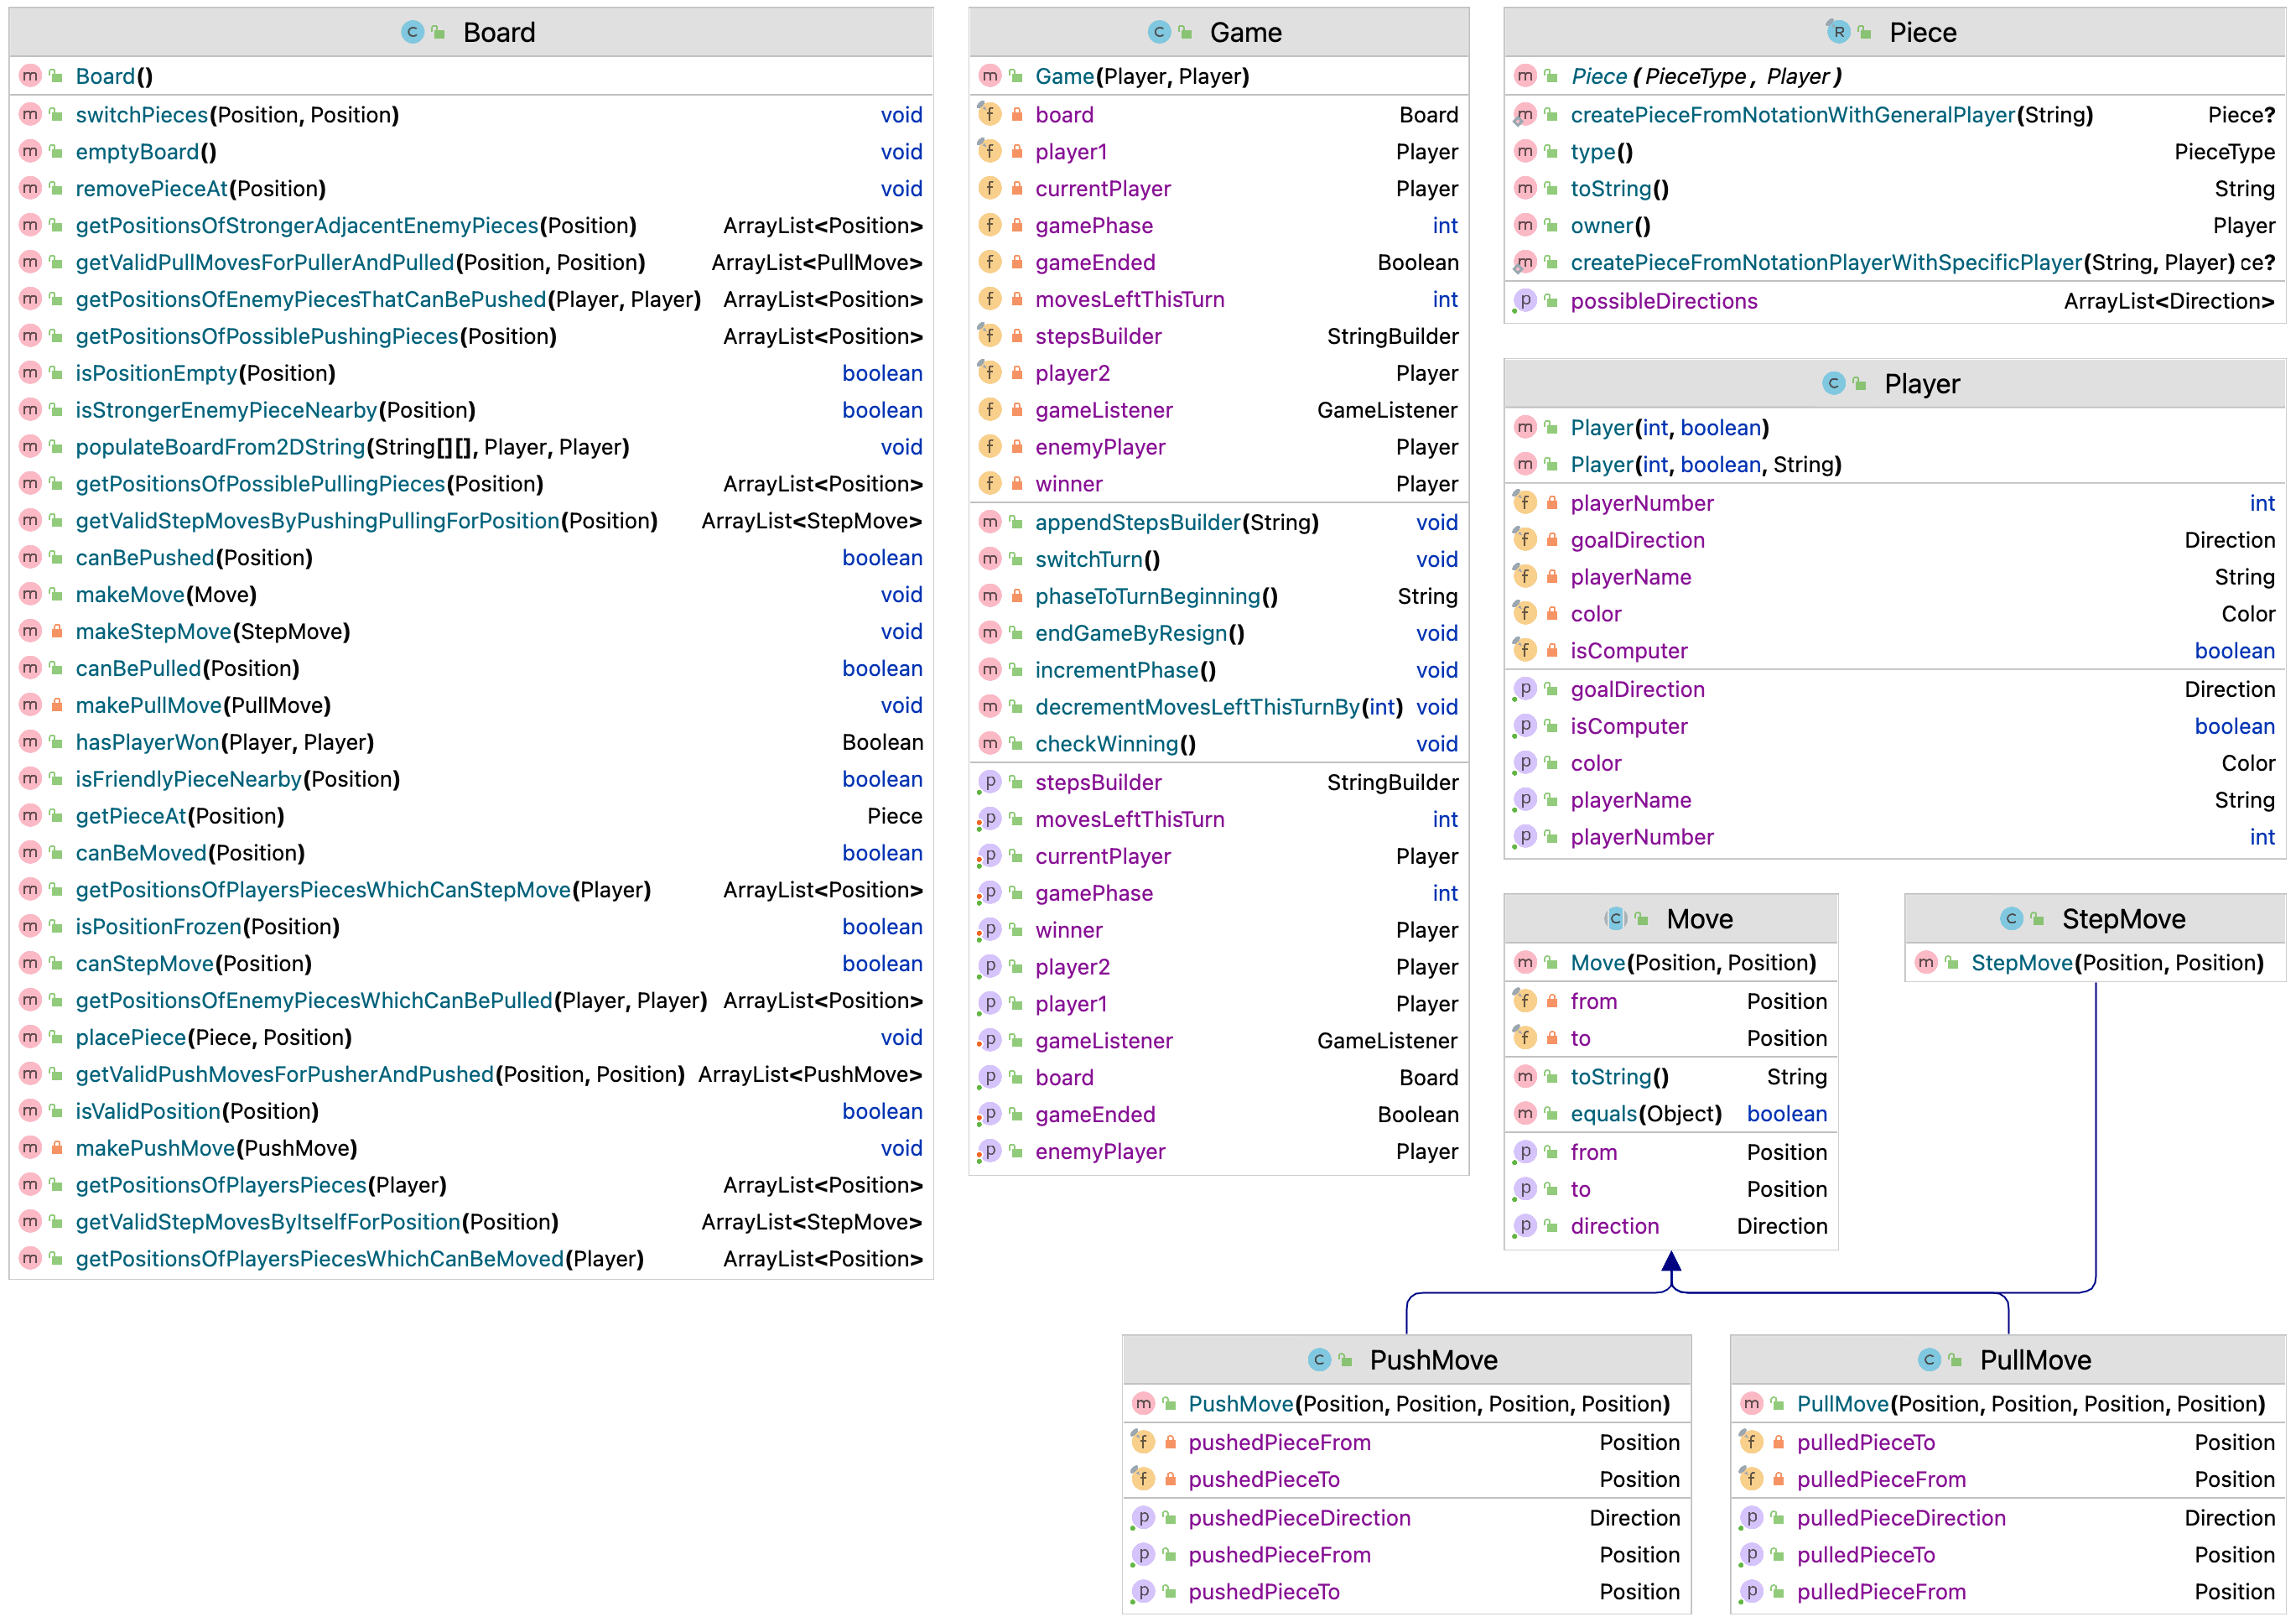 Board
Board()
switchPieces(Position, Position) void
emptyBoard() void
removePieceAt(Position) void
getPositionsOfStrongerAdjacentEnemyPieces(Position) ArrayList<Position>
getValidPullMovesForPullerAndPulled(Position, Position) ArrayList<PullMove>
getPositionsOfEnemyPiecesThatCanBePushed(Player, Player) ArrayList<Position>
getPositionsOfPossiblePushingPieces(Position) ArrayList<Position>
isPositionEmpty(Position) boolean
isStrongerEnemyPieceNearby(Position) boolean
populateBoardFrom2DString(String[][], Player, Player) void
getPositionsOfPossiblePullingPieces(Position) ArrayList<Position>
getValidStepMovesByPushingPullingForPosition(Position) ArrayList<StepMove>
canBePushed(Position) boolean
makeMove(Move) void
makeStepMove(StepMove) void
canBePulled(Position) boolean
makePullMove(PullMove) void
hasPlayerWon(Player, Player) Boolean
isFriendlyPieceNearby(Position) boolean
getPieceAt(Position) Piece
canBeMoved(Position) boolean
getPositionsOfPlayersPiecesWhichCanStepMove(Player) ArrayList<Position>
isPositionFrozen(Position) boolean
canStepMove(Position) boolean
getPositionsOfEnemyPiecesWhichCanBePulled(Player, Player) ArrayList<Position>
placePiece(Piece, Position) void
getValidPushMovesForPusherAndPushed(Position, Position) ArrayList<PushMove>
isValidPosition(Position) boolean
makePushMove(PushMove) void
getPositionsOfPlayersPieces(Player) ArrayList<Position>
getValidStepMovesByItselfForPosition(Position) ArrayList<StepMove>
getPositionsOfPlayersPiecesWhichCanBeMoved(Player) ArrayList<Position>
Game
Game(Player, Player)
board Board
player1 Player
currentPlayer Player
gamePhase int
gameEnded Boolean
movesLeftThisTurn int
stepsBuilder StringBuilder
player2 Player
gameListener GameListener
enemyPlayer Player
winner Player
appendStepsBuilder(String) void
switchTurn() void
phaseToTurnBeginning() String
endGameByResign() void
incrementPhase() void
decrementMovesLeftThisTurnBy(int) void
checkWinning() void
stepsBuilder StringBuilder
movesLeftThisTurn int
currentPlayer Player
gamePhase int
winner Player
player2 Player
player1 Player
gameListener GameListener
board Board
gameEnded Boolean
enemyPlayer Player
Piece
Piece (PieceType, Player)
createPieceFromNotationWithGeneralPlayer(String) Piece?
type() PieceType
toString() String
owner() Player
createPieceFromNotationPlayerWithSpecificPlayer(String, Player) ce?
possibleDirections ArrayList<Direction>
Player
Player(int, boolean)
Player(int, boolean, String)
playerNumber int
goalDirection Direction
playerName String
color Color
isComputer boolean
goalDirection Direction
isComputer boolean
color Color
playerName String
playerNumber int
Move
Move(Position, Position)
from Position
to Position
toString() String
equals(Object) boolean
from Position
to Position
direction Direction
StepMove
StepMove(Position, Position)
PushMove
PushMove(Position, Position, Position, Position)
pushedPieceFrom Position
pushedPieceTo Position
pushedPieceDirection Direction
pushedPieceFrom Position
pushedPieceTo Position
PullMove
PullMove(Position, Position, Position, Position)
pulledPieceTo Position
pulledPieceFrom Position
pulledPieceDirection Direction
pulledPieceTo Position
pulledPieceFrom Position